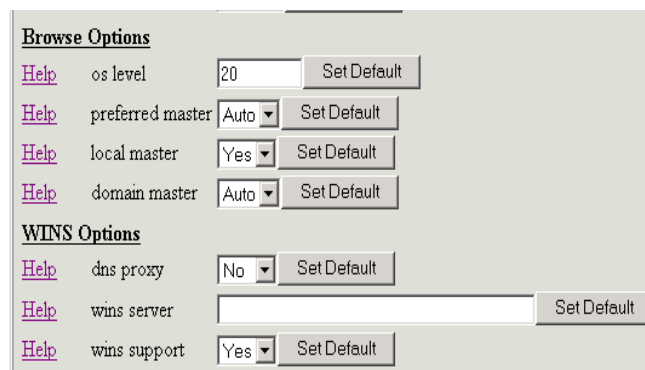 Browse Options
Help os level 20 Set Default
Help preferred master Auto Set Default
Help local master Yes Set Default
Help domain master Auto Set Default
WINS Options
Help dns proxy No Set Default
Help wins server Set Default
Help wins support Yes Set Default